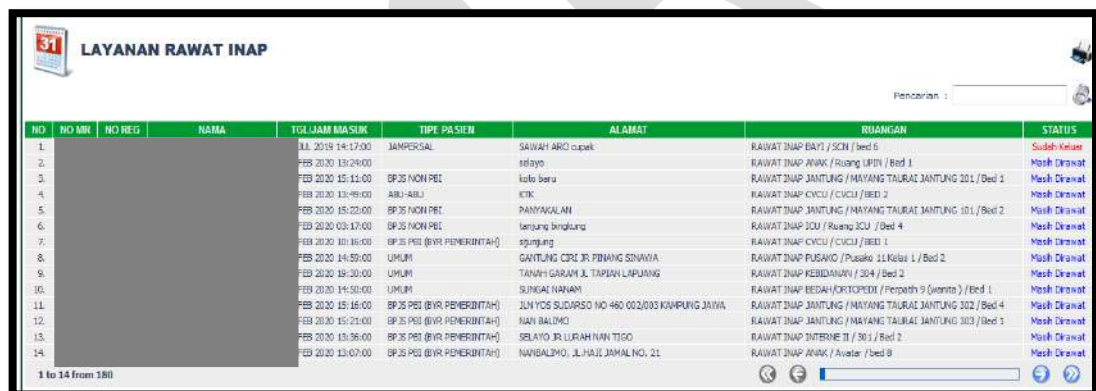 31
LAYANAN RAWAT INAP
Pencarian :
NO NO MR NO REG NAMA TGL/JAM MASUK TIPE PASIEN ALAMAT RUANGAN STATUS
1. JUL 2019 14:17:00 JAMPERSAL SAWAH ARO cupak RAWAT INAP BAYI / SCN / bed 6 Sudah Keluar
2. FEB 2020 13:24:00 selayo RAWAT INAP ANAK / Ruang UPIN / Bed 1 Masih Dirawat
3. FEB 2020 15:11:00 BPJS NON PBI koto baru RAWAT INAP JANTUNG / MAYANG TAURAI JANTUNG 201 / Bed 1 Masih Dirawat
4. FEB 2020 13:49:00 ABU-ABU KTK RAWAT INAP CVCU / CVCU / BED 2 Masih Dirawat
5. FEB 2020 15:22:00 BPJS NON PBI PANYAKALAN RAWAT INAP JANTUNG / MAYANG TAURAI JANTUNG 101 / Bed 2 Masih Dirawat
6. FEB 2020 03:17:00 BPJS NON PBI tanjung bingkung RAWAT INAP ICU / Ruang ICU / Bed 4 Masih Dirawat
7. FEB 2020 10:16:00 BPJS PBI (BYR PEMERINTAH) sijunjung RAWAT INAP CVCU / CVCU / BED 1 Masih Dirawat
8. FEB 2020 14:59:00 UMUM GANTUNG CIRI JR PINANG SINAWA RAWAT INAP PUSAKO / Pusako 11 Kelas 1 / Bed 2 Masih Dirawat
9. FEB 2020 19:30:00 UMUM TANAH GARAM JL TAPIAN LAPUANG RAWAT INAP KEBIDANAN / 304 / Bed 2 Masih Dirawat
10. FEB 2020 14:50:00 UMUM SUNGAI NANAM RAWAT INAP BEDAH/ORTOPEDI / Perpatih 9 (wanita ) / Bed 1 Masih Dirawat
11. FEB 2020 15:16:00 BPJS PBI (BYR PEMERINTAH) JLN YOS SUDARSO NO 460 002/003 KAMPUNG JAWA RAWAT INAP JANTUNG / MAYANG TAURAI JANTUNG 302 / Bed 4 Masih Dirawat
12. FEB 2020 15:21:00 BPJS PBI (BYR PEMERINTAH) NAN BALIMO RAWAT INAP JANTUNG / MAYANG TAURAI JANTUNG 303 / Bed 1 Masih Dirawat
13. FEB 2020 13:36:00 BPJS PBI (BYR PEMERINTAH) SELAYO JR LURAH NAN TIGO RAWAT INAP INTERNE II / 301 / Bed 2 Masih Dirawat
14. FEB 2020 13:07:00 BPJS PBI (BYR PEMERINTAH) NANBALIMO, JL.HAJI JAMAL NO. 21 RAWAT INAP ANAK / Avatar / bed 8 Masih Dirawat
1 to 14 from 180